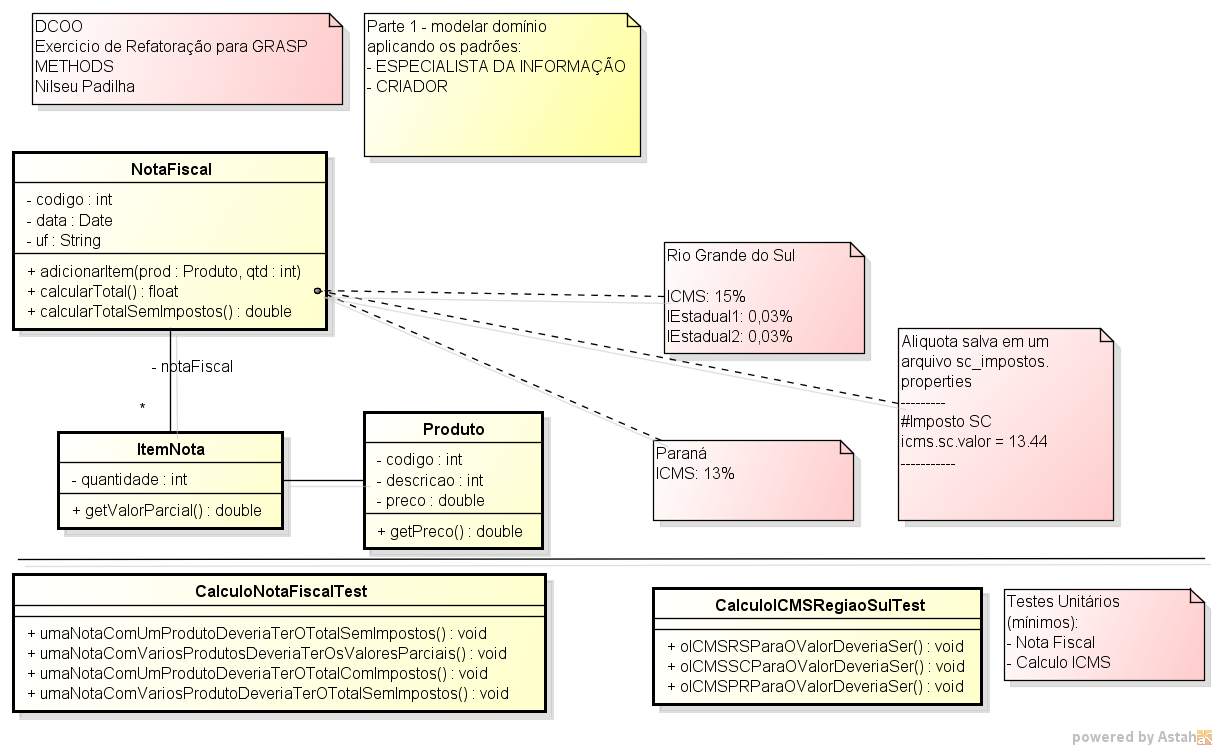 DCOO
Exercicio de Refatoração para GRASP
METHODS
Nilseu Padilha
Parte 1 - modelar domínio
aplicando os padrões:
- ESPECIALISTA DA INFORMAÇÃO
- CRIADOR
NotaFiscal
- codigo : int
- data : Date
- uf : String
+ adicionarItem(prod : Produto, qtd : int)
+ calcularTotal() : float
+ calcularTotalSemImpostos() : double
Rio Grande do Sul
ICMS: 15%
IEstadual1: 0,03%
IEstadual2: 0,03%
Aliquota salva em um
arquivo sc_impostos.
properties
---------
#Imposto SC
icms.sc.valor = 13.44
-----------
Paraná
ICMS: 13%
- notaFiscal
*
ItemNota
- quantidade : int
+ getValorParcial() : double
Produto
- codigo : int
- descricao : int
- preco : double
+ getPreco() : double
CalculoNotaFiscalTest
+ umaNotaComUmProdutoDeveriaTerOTotalSemImpostos() : void
+ umaNotaComVariosProdutosDeveriaTerOsValoresParciais() : void
+ umaNotaComUmProdutoDeveriaTerOTotalComImpostos() : void
+ umaNotaComVariosProdutoDeveriaTerOTotalSemImpostos() : void
CalculoICMSRegiaoSulTest
+ oICMSRSParaOValorDeveriaSer() : void
+ oICMSSCParaOValorDeveriaSer() : void
+ oICMSPRParaOValorDeveriaSer() : void
Testes Unitários
(mínimos):
- Nota Fiscal
- Calculo ICMS
powered by Astah